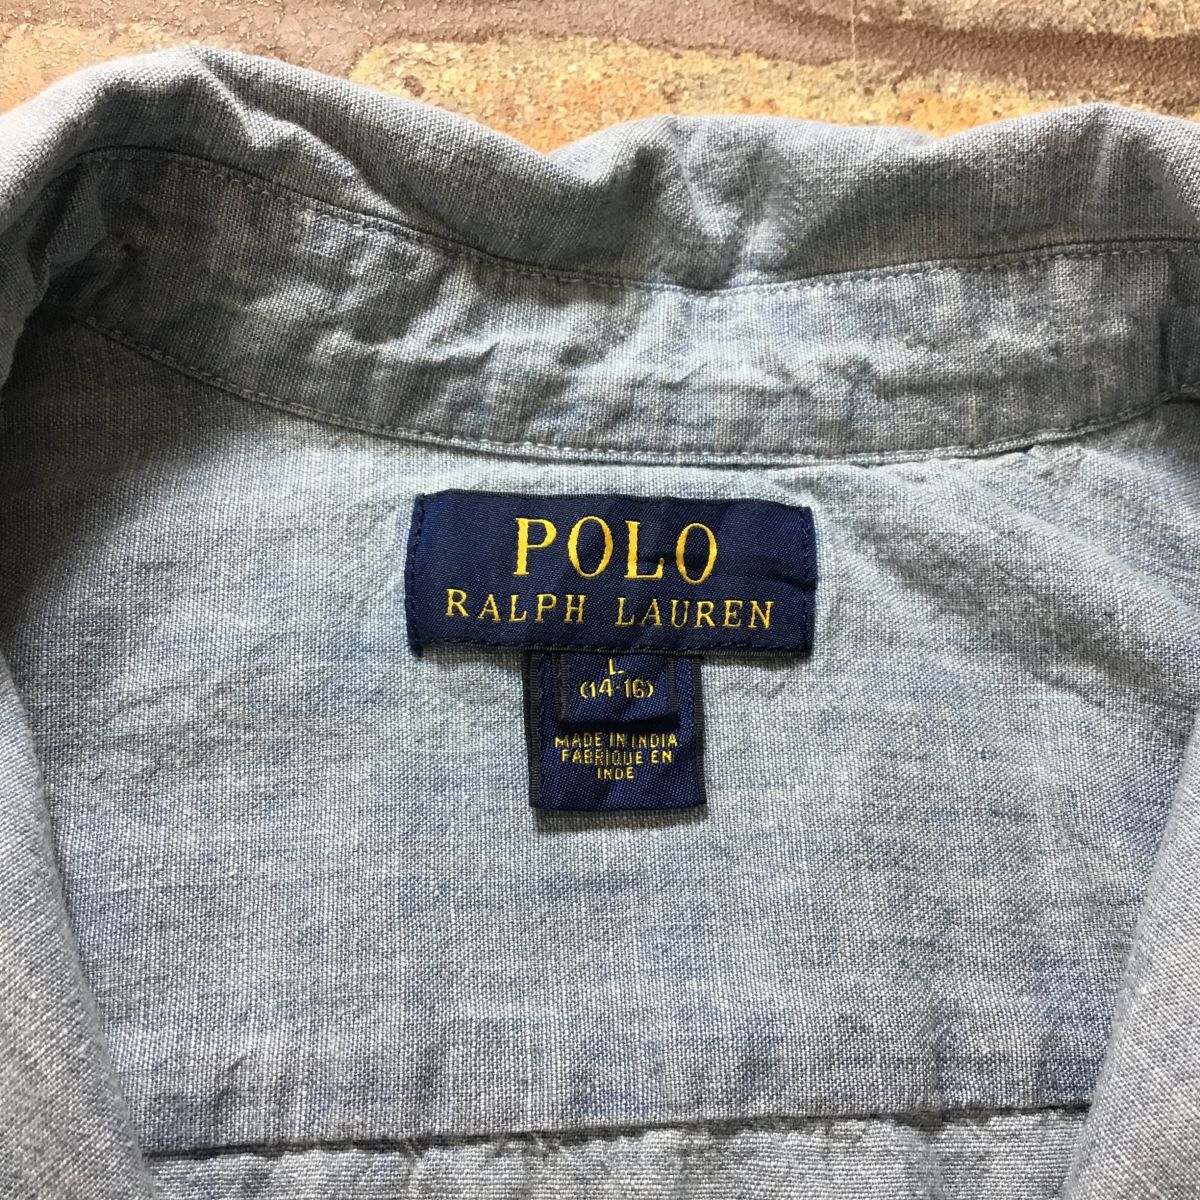 POLO
RALPH LAUREN
L
(14-16)
MADE IN INDIA
FABRIQUE EN
INDE